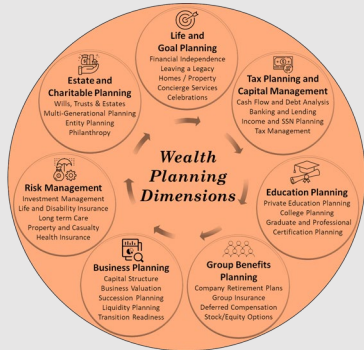 Life and
Goal Planning
Financial Independence
Leaving a Legacy
Homes / Property
Concierge Services
Celebrations
Tax Planning and
Capital Management
Cash Flow and Debt Analysis
Banking and Lending
Income and SSN Planning
Tax Management
Education Planning
Private Education Planning
College Planning
Graduate and Professional
Certification Planning
Group Benefits
Planning
Company Retirement Plans
Group Insurance
Deferred Compensation
Stock/Equity Options
Business Planning
Capital Structure
Business Valuation
Succession Planning
Liquidity Planning
Transition Readiness
Risk Management
Investment Management
Life and Disability Insurance
Long term Care
Property and Casualty
Health Insurance
Estate and
Charitable Planning
Wills, Trusts & Estates
Multi-Generational Planning
Entity Planning
Philanthropy
Wealth
Planning
Dimensions